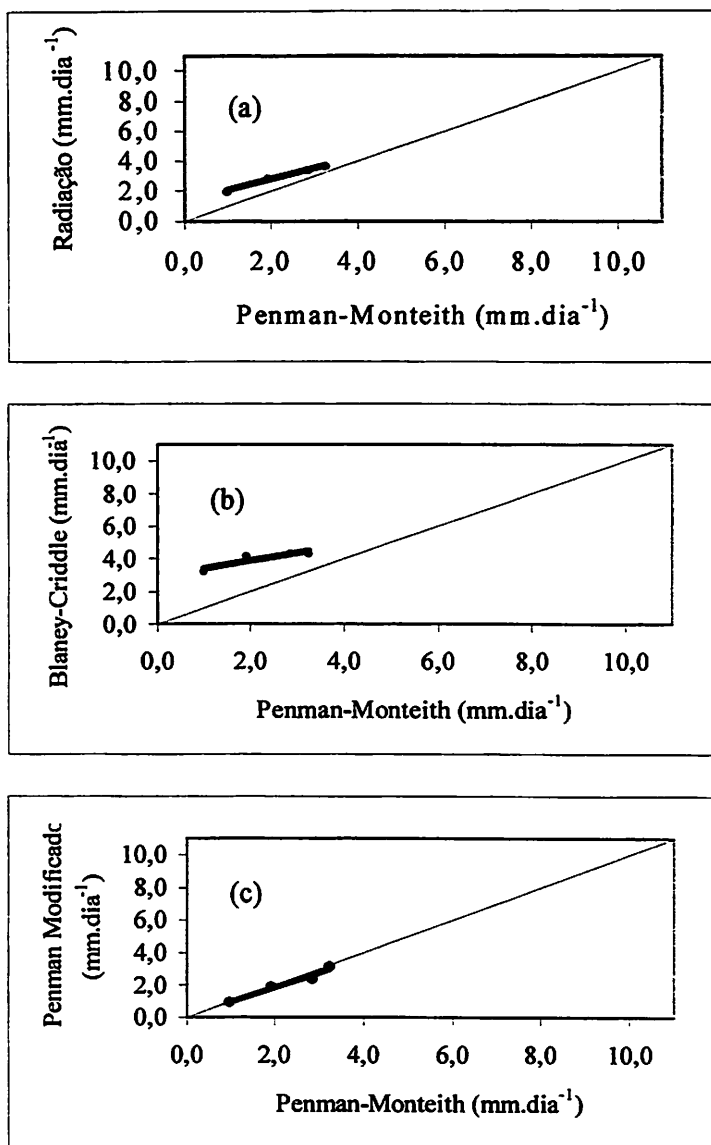 Radiação (mm.dia⁻¹)
10,0
8,0
6,0
4,0
2,0
0,0
(a)
0,0 2,0 4,0 6,0 8,0 10,0
Penman-Monteith (mm.dia⁻¹)
Blaney-Criddle (mm.dia¹)
10,0
8,0
6,0
4,0
2,0
0,0
(b)
0,0 2,0 4,0 6,0 8,0 10,0
Penman-Monteith (mm.dia⁻¹)
Penman Modificado
(mm.dia⁻¹)
10,0
8,0
6,0
4,0
2,0
0,0
(c)
0,0 2,0 4,0 6,0 8,0 10,0
Penman-Monteith (mm.dia⁻¹)